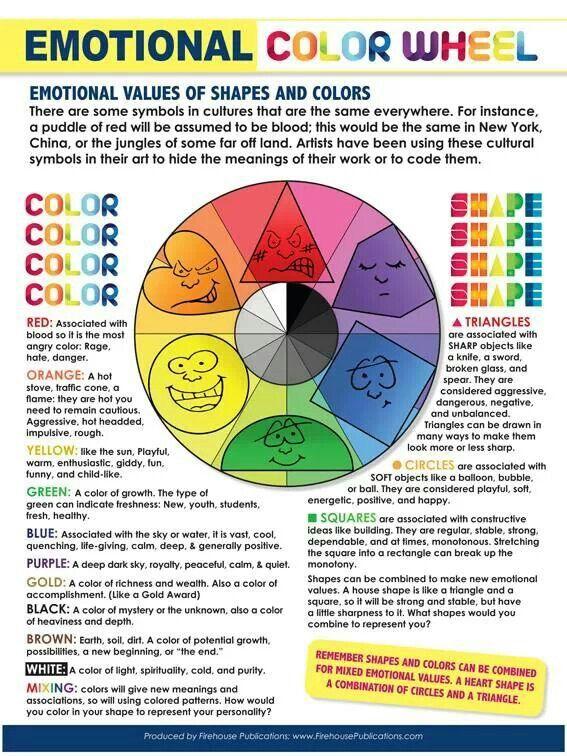 EMOTIONAL COLOR WHEEL
EMOTIONAL VALUES OF SHAPES AND COLORS
There are some symbols in cultures that are the same everywhere. For instance,
a puddle of red will be assumed to be blood; this would be the same in New York,
China, or the jungles of some far off land. Artists have been using these cultural
symbols in their art to hide the meanings of their work or to code them.
COLOR
COLOR
COLOR
COLOR
RED: Associated with
blood so it is the most
angry color: Rage,
hate, danger.
ORANGE: A hot
stove, traffic cone, a
flame: they are hot you
need to remain cautious.
Aggressive, hot headed,
impulsive, rough.
YELLOW: like the sun, Playful,
warm, enthusiastic, giddy, fun,
funny, and child-like.
GREEN: A color of growth. The type of
green can indicate freshness: New, youth, students,
fresh, healthy.
BLUE: Associated with the sky or water, it is vast, cool,
quenching, life-giving, calm, deep, & generally positive.
PURPLE: A deep dark sky, royalty, peaceful, calm, & quiet.
GOLD: A color of richness and wealth. Also a color of
accomplishment. (Like a Gold Award)
BLACK: A color of mystery or the unknown, also a color
of heaviness and depth.
BROWN: Earth, soil, dirt. A color of potential growth,
possibilities, a new beginning, or "the end."
WHITE: A color of light, spirituality, cold, and purity.
MIXING: colors will give new meanings and
associations, so will using colored patterns. How would
you color in your shape to represent your personality?
SHAPE
SHAPE
SHAPE
SHAPE
TRIANGLES
are associated with
SHARP objects like
a knife, a sword,
broken glass, and
spear. They are
considered aggressive,
dangerous, negative,
and unbalanced.
Triangles can be drawn in
many ways to make them
look more or less sharp.
CIRCLES are associated with
SOFT objects like a balloon, bubble,
or ball. They are considered playful, soft,
energetic, positive, and happy.
SQUARES are associated with constructive
ideas like building. They are regular, stable, strong,
dependable, and at times, monotonous. Stretching
the square into a rectangle can break up the
monotony.
Shapes can be combined to make new emotional
values. A house shape is like a triangle and a
square, so it will be strong and stable, but have
a little sharpness to it. What shapes would you
combine to represent you?
REMEMBER SHAPES AND COLORS CAN BE COMBINED
FOR MIXED EMOTIONAL VALUES. A HEART SHAPE IS
A COMBINATION OF CIRCLES AND A TRIANGLE.
Produced by Firehouse Publications: www.FirehousePublications.com